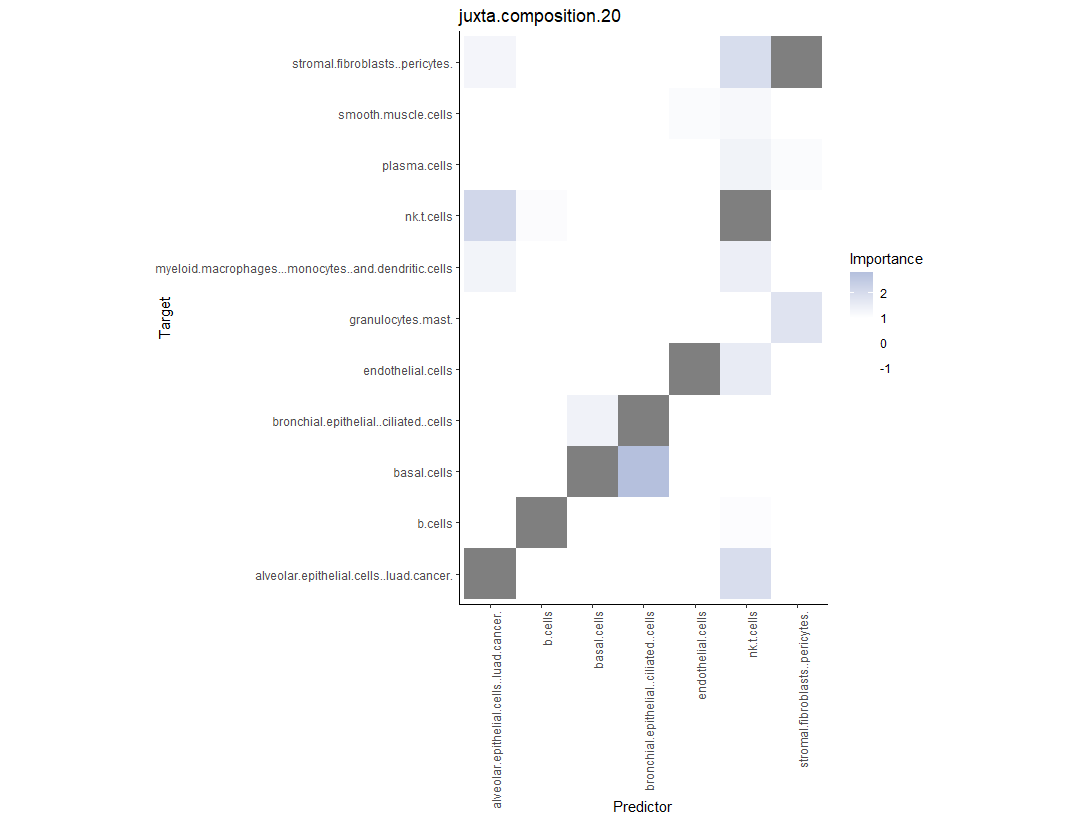 juxta.composition.20
stromal.fibroblasts..pericytes.
smooth.muscle.cells
plasma.cells
nk.t.cells
myeloid.macrophages...monocytes..and.dendritic.cells
granulocytes.mast.
endothelial.cells
bronchial.epithelial..ciliated..cells
basal.cells
b.cells
alveolar.epithelial.cells..luad.cancer.
Target
alveolar.epithelial.cells..luad.cancer.
b.cells
basal.cells
bronchial.epithelial..ciliated..cells
endothelial.cells
nk.t.cells
stromal.fibroblasts..pericytes.
Predictor
Importance
2
1
0
-1